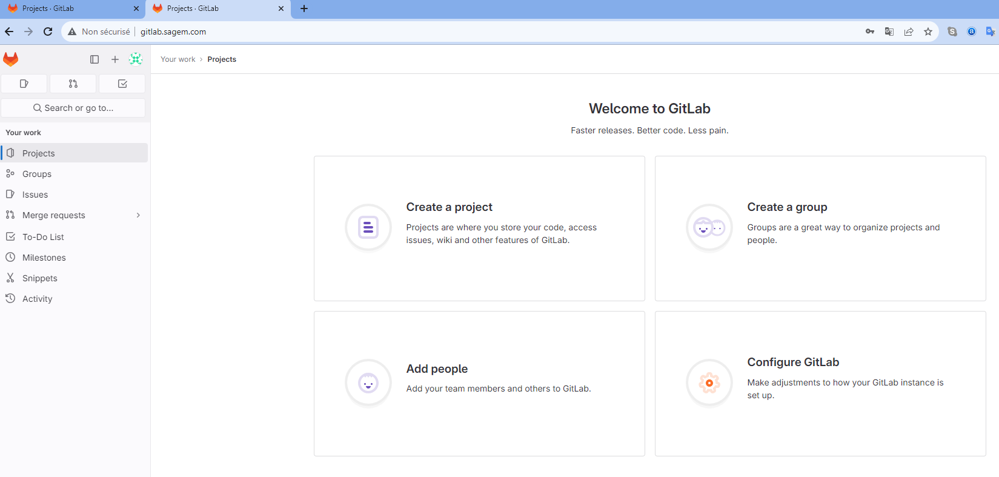 Projects · GitLab
Projects · GitLab
Non sécurisé
gitlab.sagem.com
Your work › Projects
Search or go to...
Your work
Projects
Groups
Issues
Merge requests
To-Do List
Milestones
Snippets
Activity
Welcome to GitLab
Faster releases. Better code. Less pain.
Create a project
Projects are where you store your code, access
issues, wiki and other features of GitLab.
Create a group
Groups are a great way to organize projects and
people.
Add people
Add your team members and others to GitLab.
Configure GitLab
Make adjustments to how your GitLab instance is
set up.